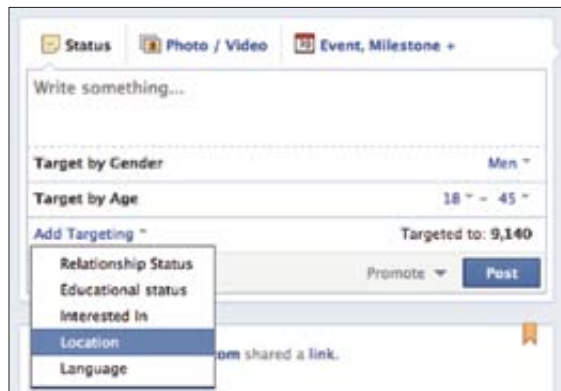 Status Photo / Video Event, Milestone +
Write something...
Target by Gender Men
Target by Age 18 - 45
Add Targeting Targeted to: 9,140
Relationship Status
Educational status
Interested In
Location
Language
Promote Post
om shared a link.